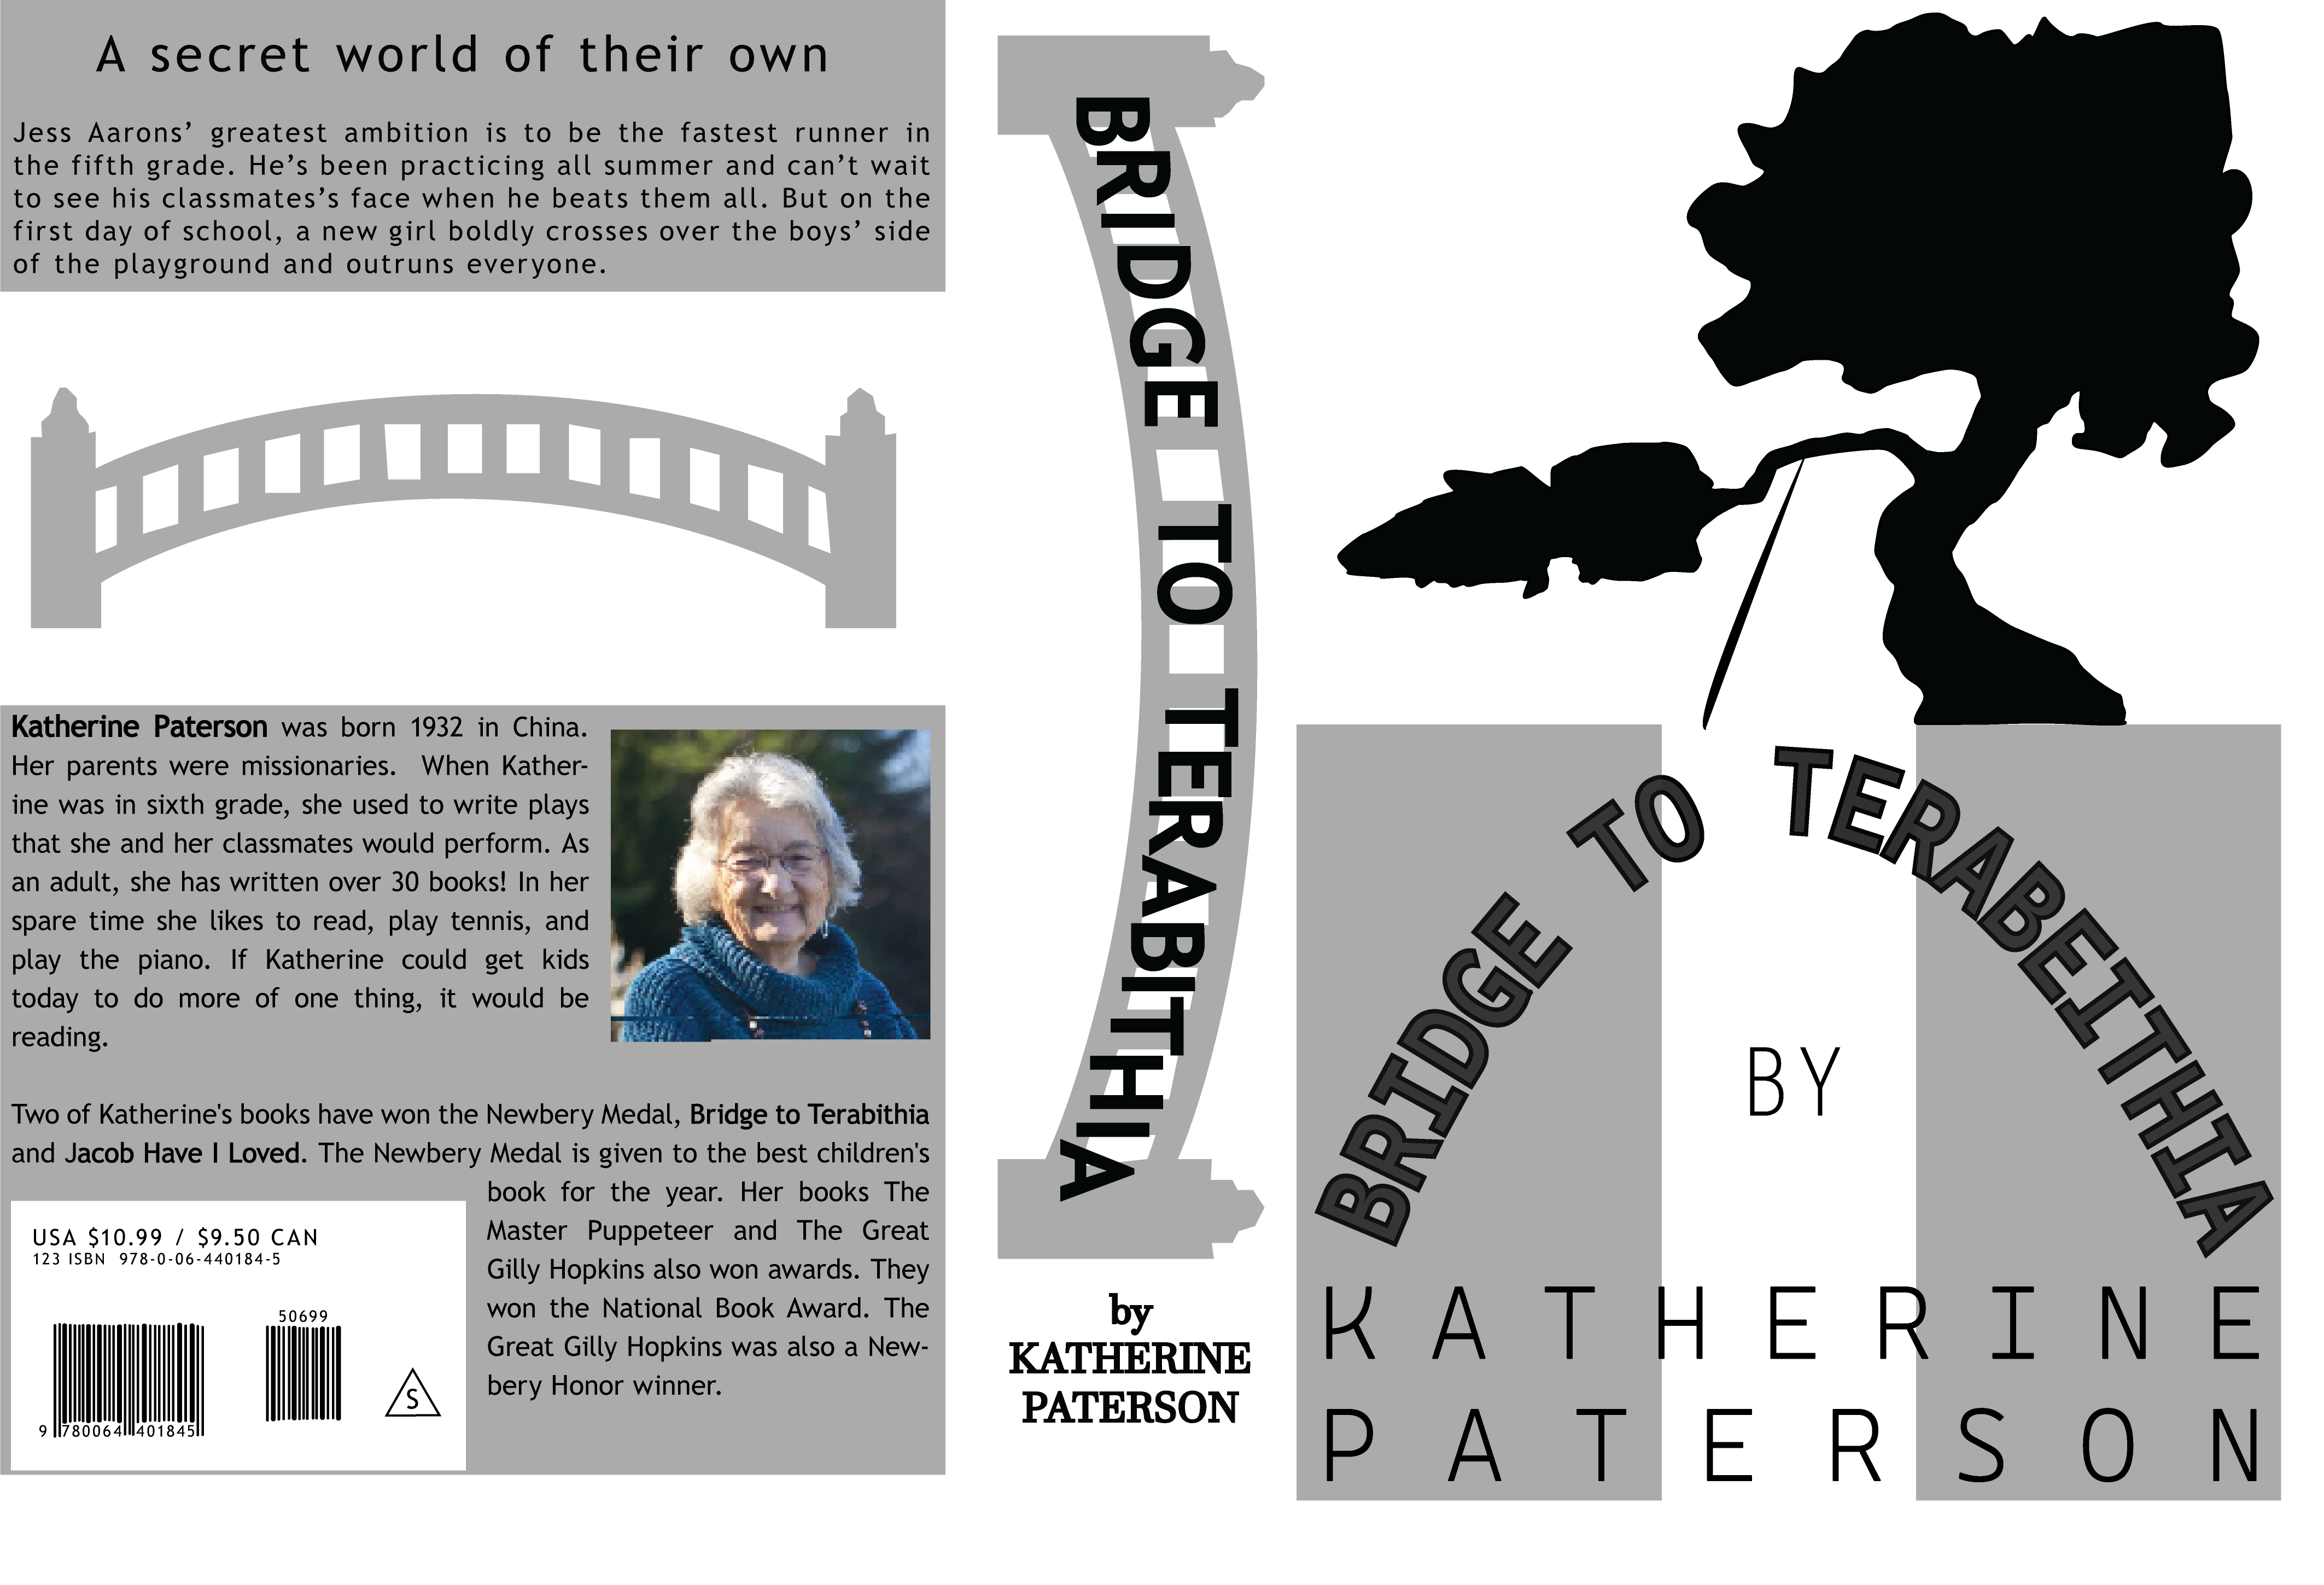 A secret world of their own
Jess Aarons’ greatest ambition is to be the fastest runner in
the fifth grade. He’s been practicing all summer and can’t wait
to see his classmates’s face when he beats them all. But on the
first day of school, a new girl boldly crosses over the boys’ side
of the playground and outruns everyone.
Katherine Paterson was born 1932 in China.
Her parents were missionaries. When Kather-
ine was in sixth grade, she used to write plays
that she and her classmates would perform. As
an adult, she has written over 30 books! In her
spare time she likes to read, play tennis, and
play the piano. If Katherine could get kids
today to do more of one thing, it would be
reading.
Two of Katherine's books have won the Newbery Medal, Bridge to Terabithia
and Jacob Have I Loved. The Newbery Medal is given to the best children's
book for the year. Her books The
Master Puppeteer and The Great
Gilly Hopkins also won awards. They
won the National Book Award. The
Great Gilly Hopkins was also a New-
bery Honor winner.
USA $10.99 / $9.50 CAN
123 ISBN 978-0-06-440184-5
50699
9 780064 401845
S
BRIDGE TO TERABITHIA
by
KATHERINE
PATERSON
BRIDGE TO TERABEITHIA
BY
KATHERINE
PATERSON